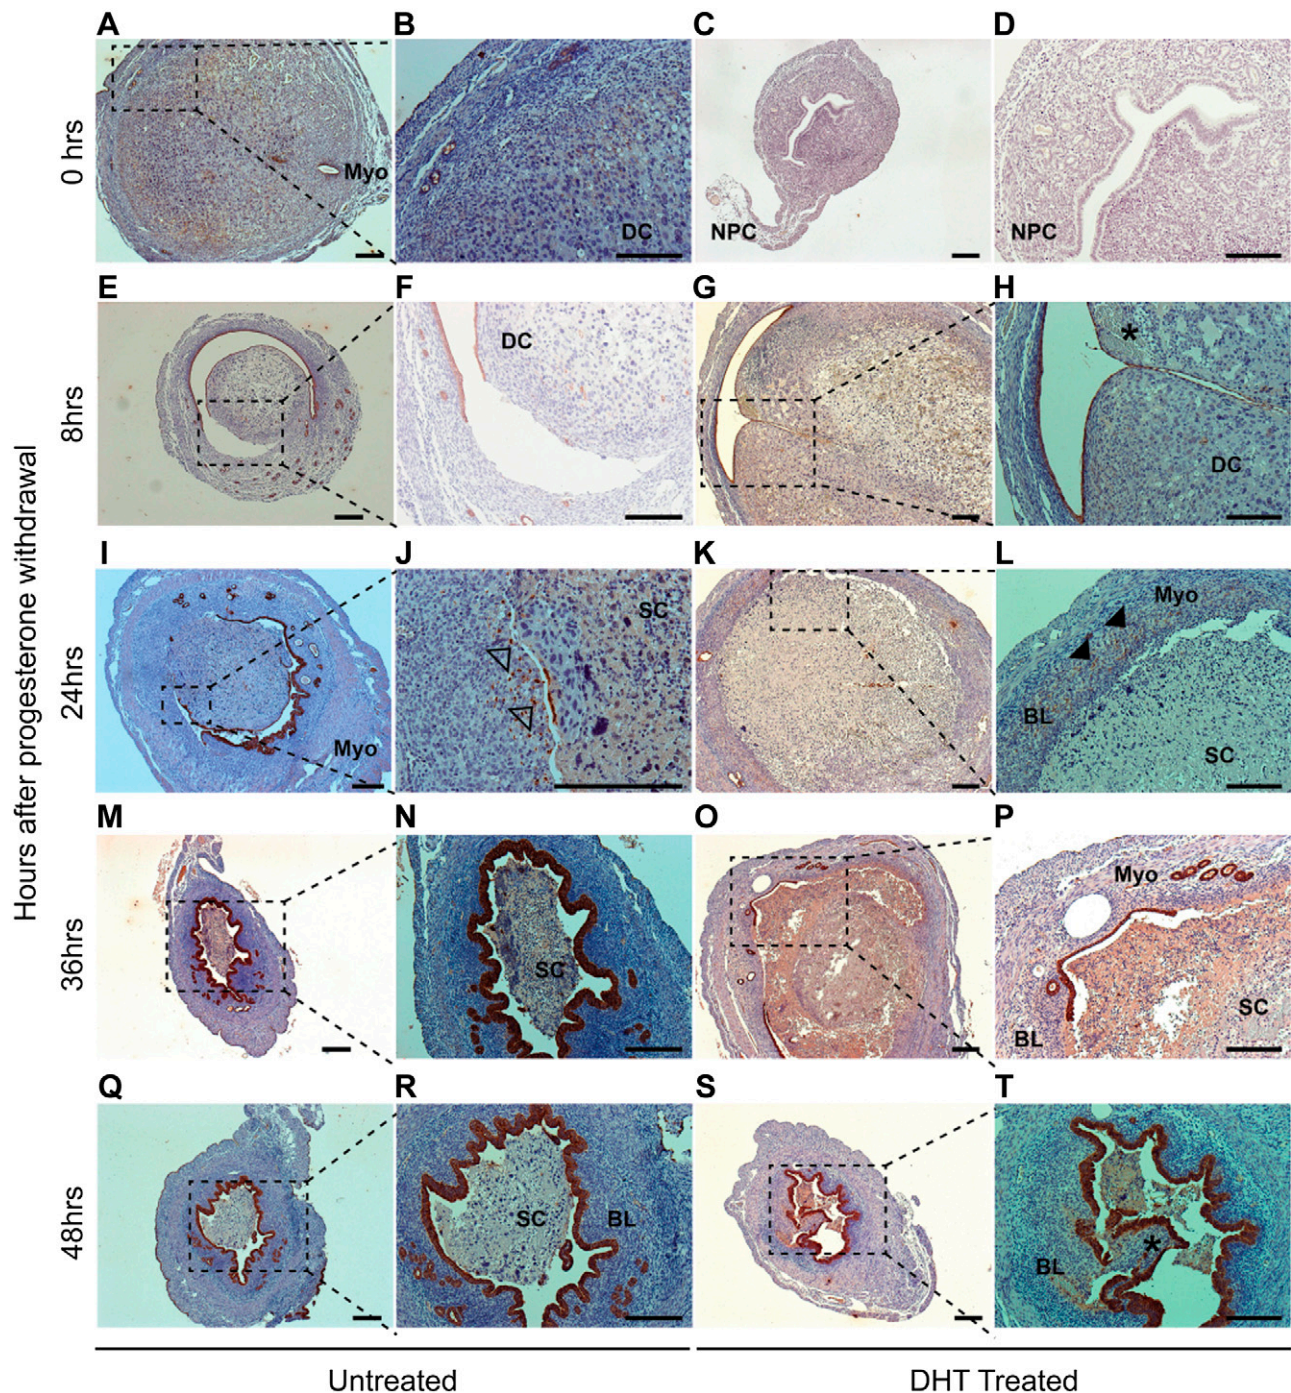 A B C D
0 hrs
Myo DC NPC NPC
E F G H
8hrs
DC * DC
I J K L
Hours after progesterone withdrawal
24hrs
SC Myo
Myo BL SC
M N O P
36hrs
SC Myo SC BL
Q R S T
48hrs
SC BL * BL
Untreated DHT Treated